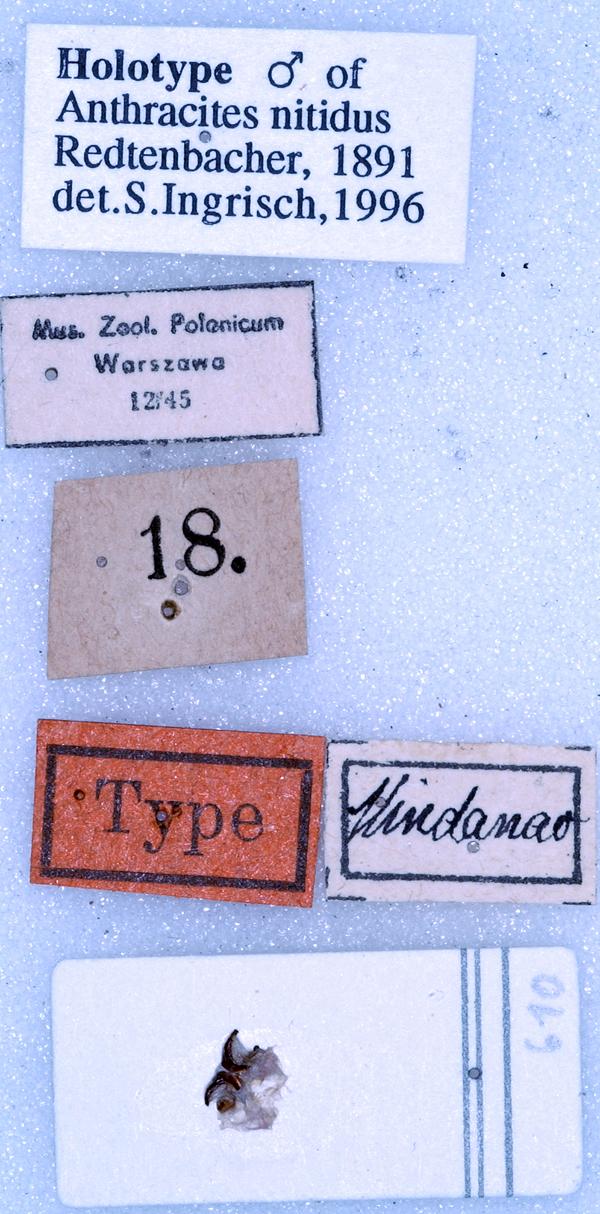 Holotype ♂ of
Anthracites nitidus
Redtenbacher, 1891
det.S.Ingrisch,1996
Mus. Zool. Polonicum
Warszawa
12/45
18.
Type
Mindanao
610